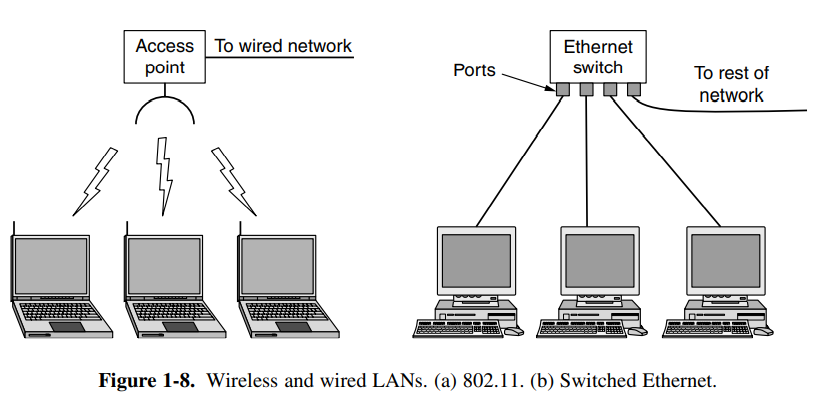 Access
point
To wired network
Ports
Ethernet
switch
To rest of
network
Figure 1-8. Wireless and wired LANs. (a) 802.11. (b) Switched Ethernet.